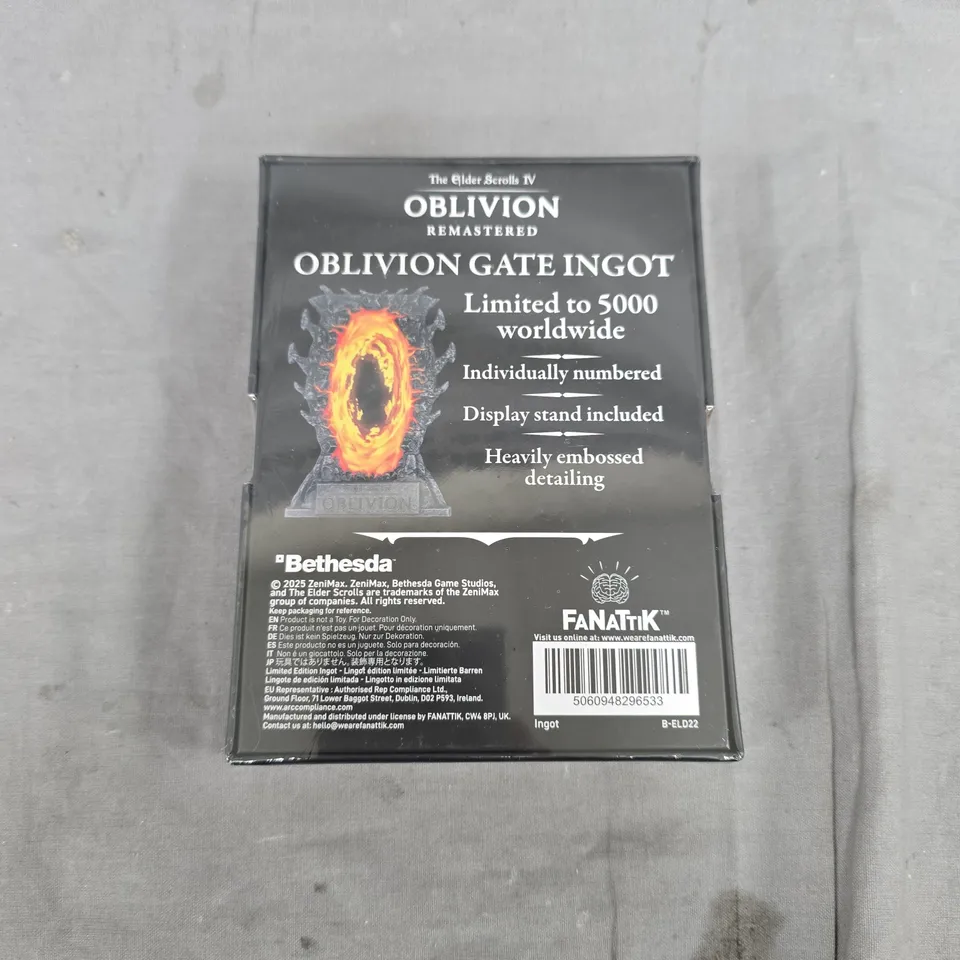 The Elder Scrolls IV
OBLIVION
REMASTERED
OBLIVION GATE INGOT
Limited to 5000
worldwide
Individually numbered
Display stand included
Heavily embossed
detailing
OBLIVION
Bethesda
© 2025 ZeniMax. ZeniMax, Bethesda Game Studios,
and The Elder Scrolls are trademarks of the ZeniMax
group of companies. All rights reserved.
Keep packaging for reference.
EN Product is not a Toy. For Decoration Only.
FR Ce produit n'est pas un jouet. Pour décoration uniquement.
DE Dies ist kein Spielzeug. Nur zur Dekoration.
ES Este producto no es un juguete. Solo para decoración.
IT Non è un giocattolo. Solo per la decorazione.
JP 玩具ではありません。装飾専用となります。
Limited Edition Ingot - Lingot édition limitée - Limitierte Barren
Lingote de edición limitada - Lingotto in edizione limitata
EU Representative : Authorised Rep Compliance Ltd.,
Ground Floor, 71 Lower Baggot Street, Dublin, D02 P593, Ireland.
www.arccompliance.com
Manufactured and distributed under license by FANATTIK, CW4 8PJ, UK.
Contact us at: hello@wearefanattik.com
FANATTIK™
Visit us online at: www.wearefanattik.com
5060948296533
Ingot B-ELD22